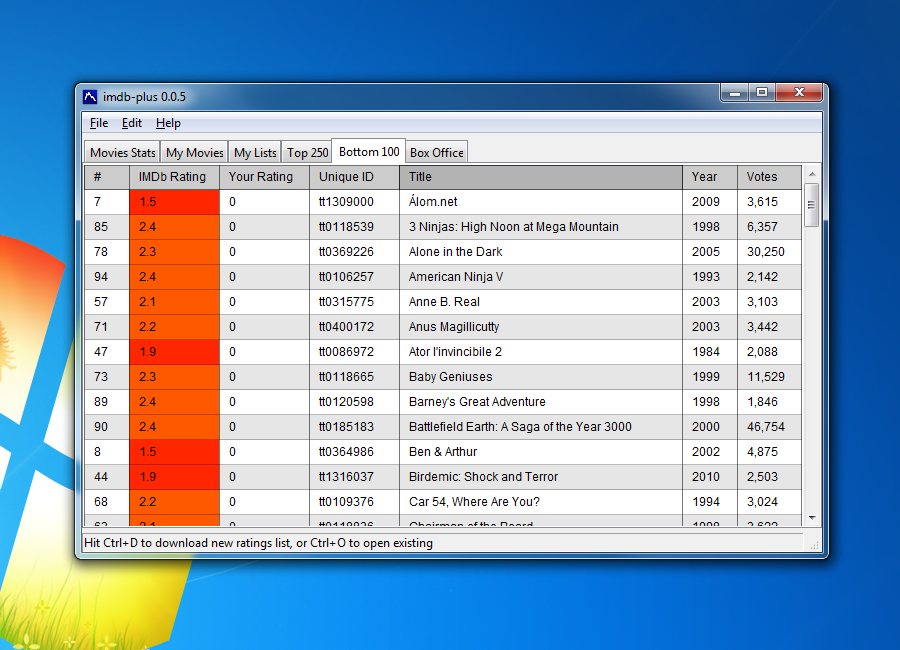 imdb-plus 0.0.5
File Edit Help
Movies Stats My Movies My Lists Top 250 Bottom 100 Box Office
# IMDb Rating Your Rating Unique ID Title Year Votes
7 1.5 0 tt1309000 Álom.net 2009 3,615
85 2.4 0 tt0118539 3 Ninjas: High Noon at Mega Mountain 1998 6,357
78 2.3 0 tt0369226 Alone in the Dark 2005 30,250
94 2.4 0 tt0106257 American Ninja V 1993 2,142
57 2.1 0 tt0315775 Anne B. Real 2003 3,103
71 2.2 0 tt0400172 Anus Magillicutty 2003 3,442
47 1.9 0 tt0086972 Ator l'invincibile 2 1984 2,088
73 2.3 0 tt0118665 Baby Geniuses 1999 11,529
89 2.4 0 tt0120598 Barney's Great Adventure 1998 1,846
90 2.4 0 tt0185183 Battlefield Earth: A Saga of the Year 3000 2000 46,754
8 1.5 0 tt0364986 Ben & Arthur 2002 4,875
44 1.9 0 tt1316037 Birdemic: Shock and Terror 2010 2,503
68 2.2 0 tt0109376 Car 54, Where Are You? 1994 3,024
2.1 0 Chairman of the Board 1998
Hit Ctrl+D to download new ratings list, or Ctrl+O to open existing